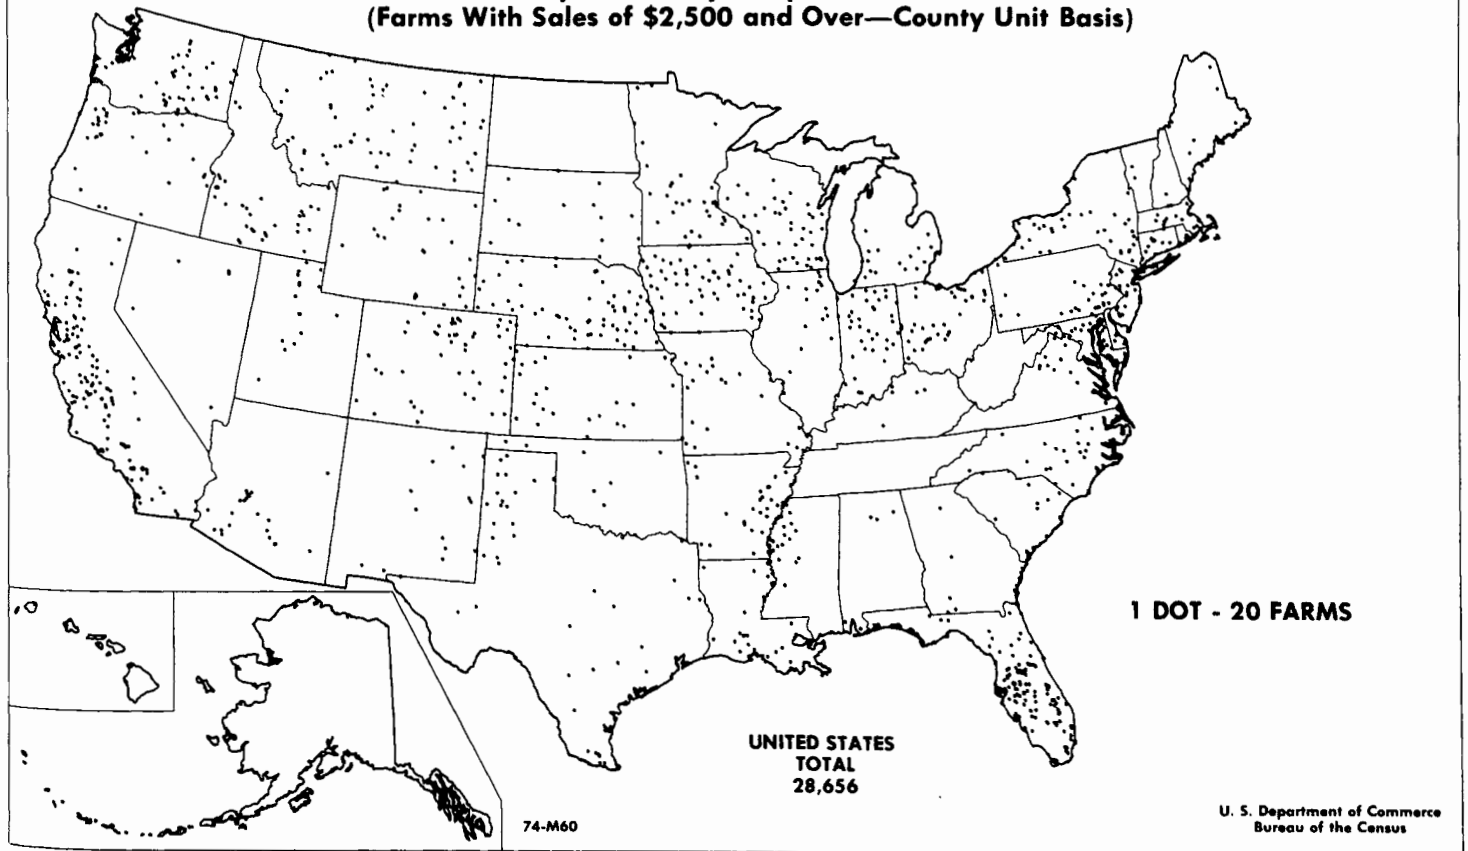 (Farms With Sales of $2,500 and Over—County Unit Basis)
1 DOT - 20 FARMS
UNITED STATES
TOTAL
28,656
74-M60
U. S. Department of Commerce
Bureau of the Census